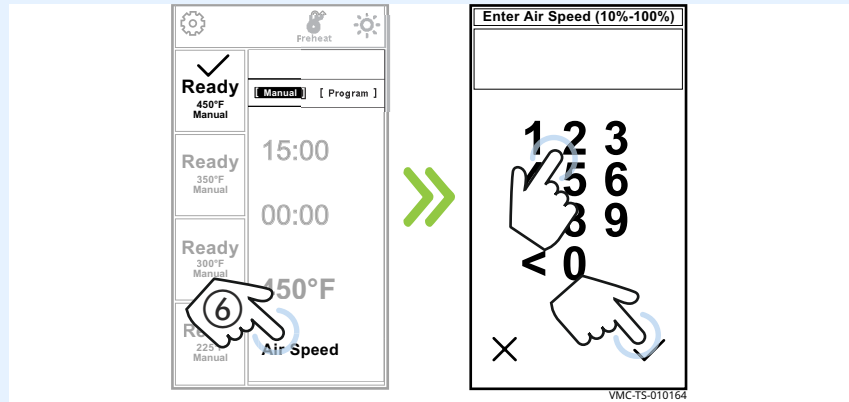 Preheat
Ready
450°F
Manual
[ Manual ] [ Program ]
Ready
350°F
Manual
15:00
00:00
Ready
300°F
Manual
450°F
6
225°
Manual
Air Speed
Enter Air Speed (10%-100%)
1 2 3
5 6
8 9
< 0
VMC-TS-010164